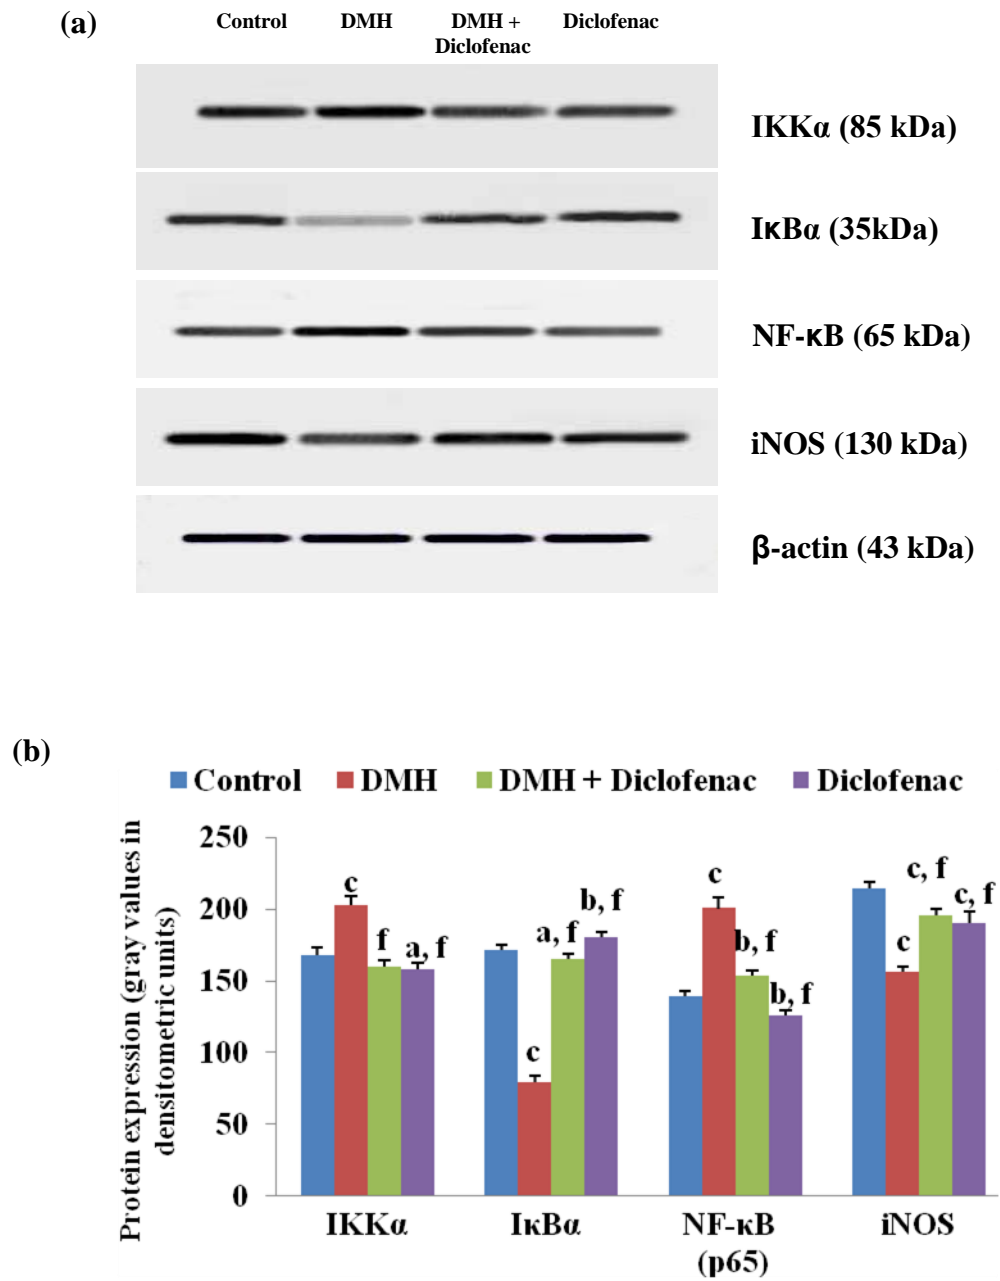 (a)
Control DMH DMH + Diclofenac
Diclofenac
IKKα (85 kDa)
IκBα (35kDa)
NF-κB (65 kDa)
iNOS (130 kDa)
β-actin (43 kDa)
(b)
Control DMH DMH + Diclofenac Diclofenac
Protein expression (gray values in
densitometric units)
250
200
150
100
50
0
c
f
a, f
c
a, f
b, f
c
b, f
b, f
c
c, f
c, f
IKKα IκBα NF-κB iNOS
(p65)